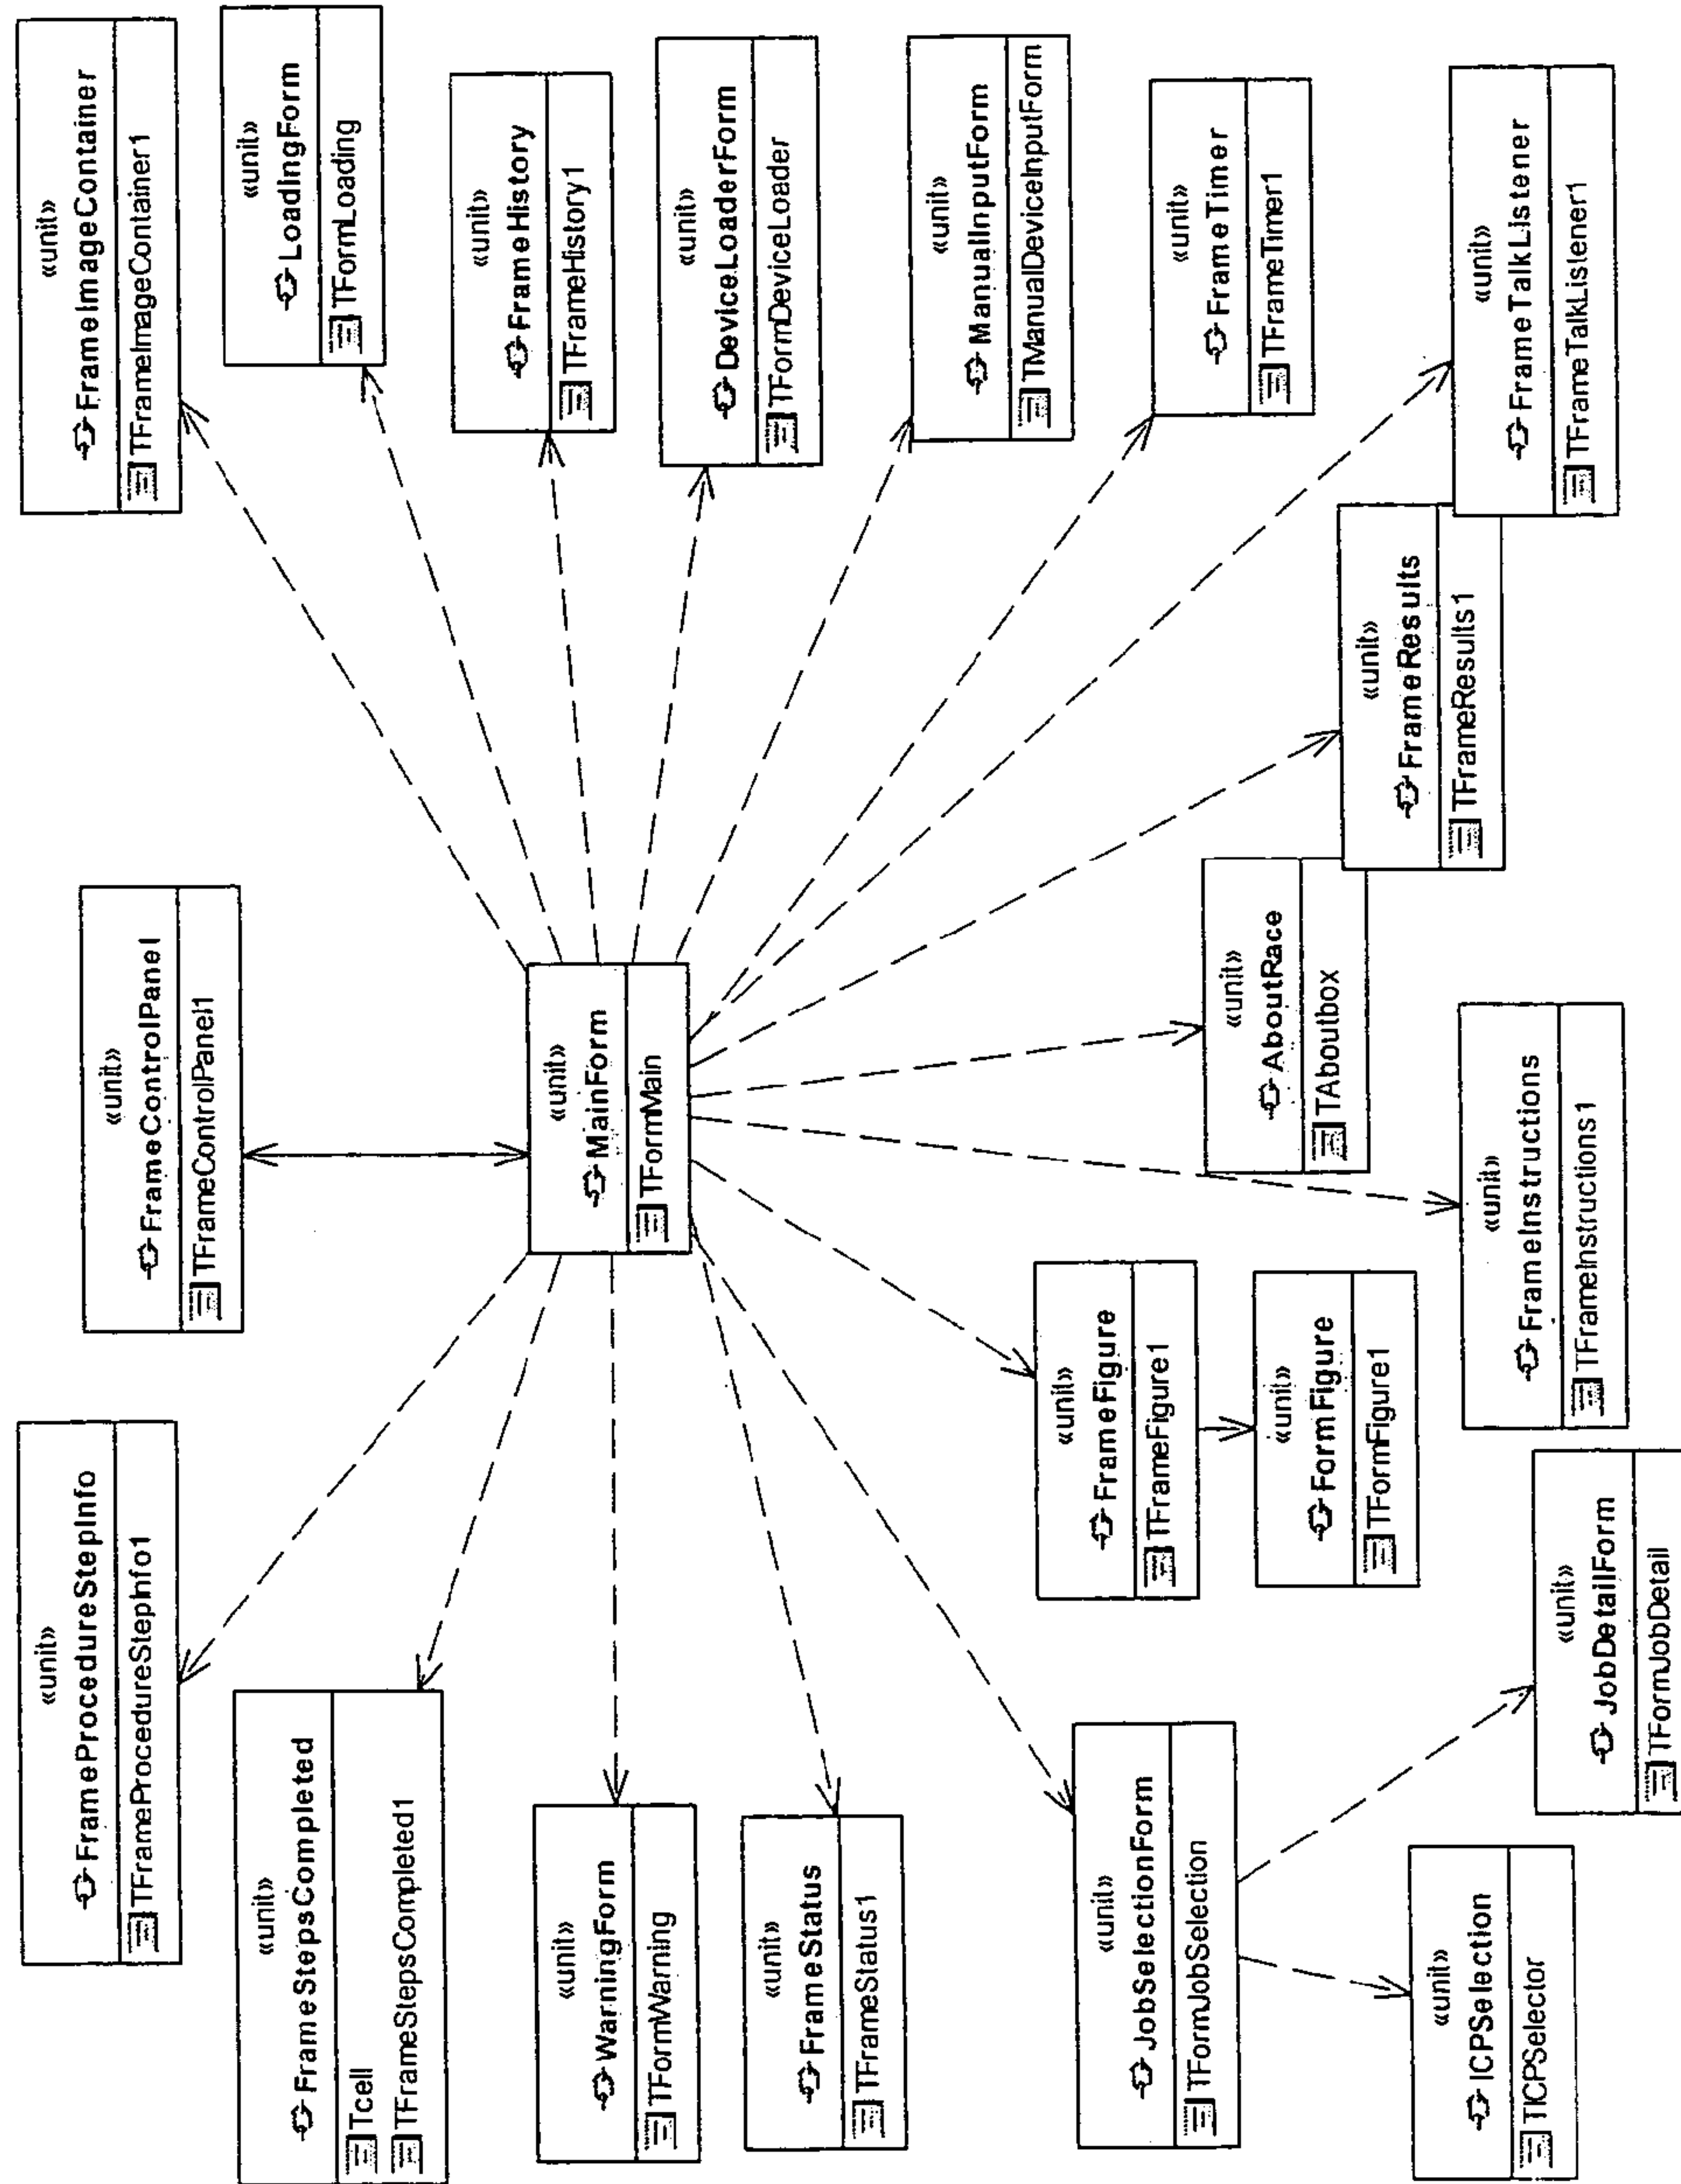 «unit»
FrameProcedureStepInfo
TFrameProcedureStepInfo1
«unit»
FrameControlPanel
TFrameControlPanel1
«unit»
FrameImageContainer
TFrameImageContainer1
«unit»
FrameStepsCompleted
Tcell
TFrameStepsCompleted1
«unit»
LoadingForm
TFormLoading
«unit»
WarningForm
TFormWarning
«unit»
MainForm
TFormMain
«unit»
FrameHistory
TFrameHistory1
«unit»
FrameStatus
TFrameStatus1
«unit»
DeviceLoaderForm
TFormDeviceLoader
«unit»
ManualInputForm
TManualDeviceInputForm
«unit»
JobSelectionForm
TFormJobSelection
«unit»
FrameFigure
TFrameFigure1
«unit»
FrameTimer
TFrameTimer1
«unit»
AboutRace
TAboutbox
«unit»
FormFigure
TFormFigure1
«unit»
FrameResults
TFrameResults1
«unit»
ICPSelection
TICPSelector
«unit»
FrameInstructions
TFrameInstructions1
«unit»
FrameTalkListener
TFrameTalkListener1
«unit»
JobDetailForm
TFormJobDetail